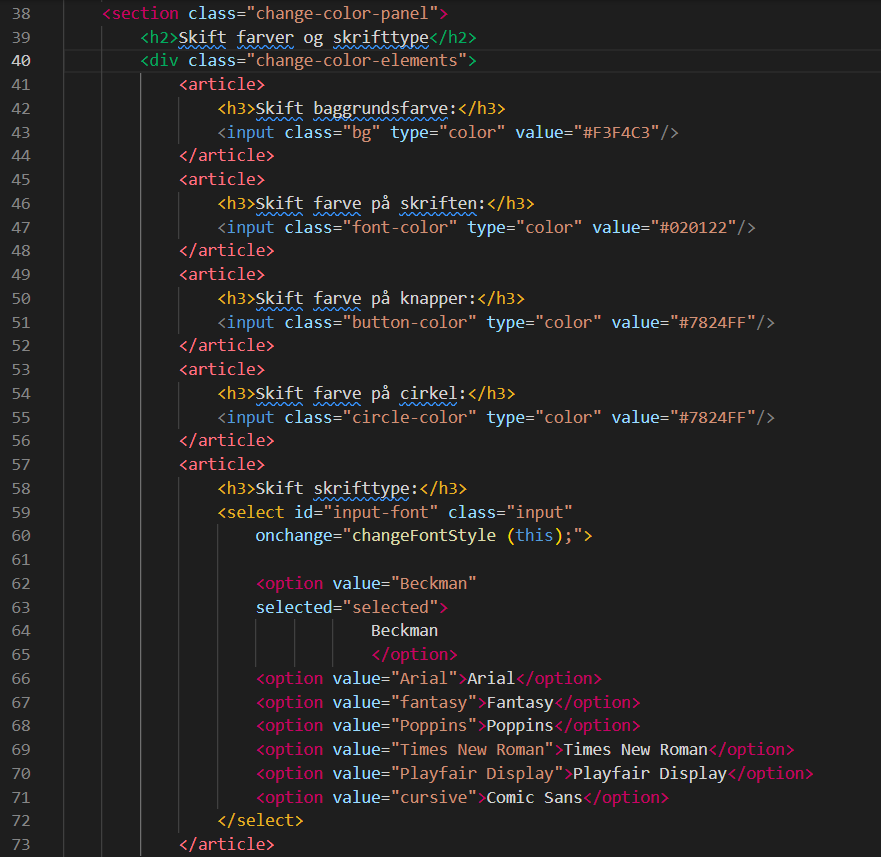 38 <section class="change-color-panel">
39 <h2>Skift farver og skrifttype</h2>
40 <div class="change-color-elements">
41 <article>
42 <h3>Skift baggrundsfarve:</h3>
43 <input class="bg" type="color" value="#F3F4C3"/>
44 </article>
45 <article>
46 <h3>Skift farve på skriften:</h3>
47 <input class="font-color" type="color" value="#020122"/>
48 </article>
49 <article>
50 <h3>Skift farve på knapper:</h3>
51 <input class="button-color" type="color" value="#7824FF"/>
52 </article>
53 <article>
54 <h3>Skift farve på cirkel:</h3>
55 <input class="circle-color" type="color" value="#7824FF"/>
56 </article>
57 <article>
58 <h3>Skift skrifttype:</h3>
59 <select id="input-font" class="input"
60 onchange="changeFontStyle (this);">
61
62 <option value="Beckman"
63 selected="selected">
64 Beckman
65 </option>
66 <option value="Arial">Arial</option>
67 <option value="fantasy">Fantasy</option>
68 <option value="Poppins">Poppins</option>
69 <option value="Times New Roman">Times New Roman</option>
70 <option value="Playfair Display">Playfair Display</option>
71 <option value="cursive">Comic Sans</option>
72 </select>
73 </article>